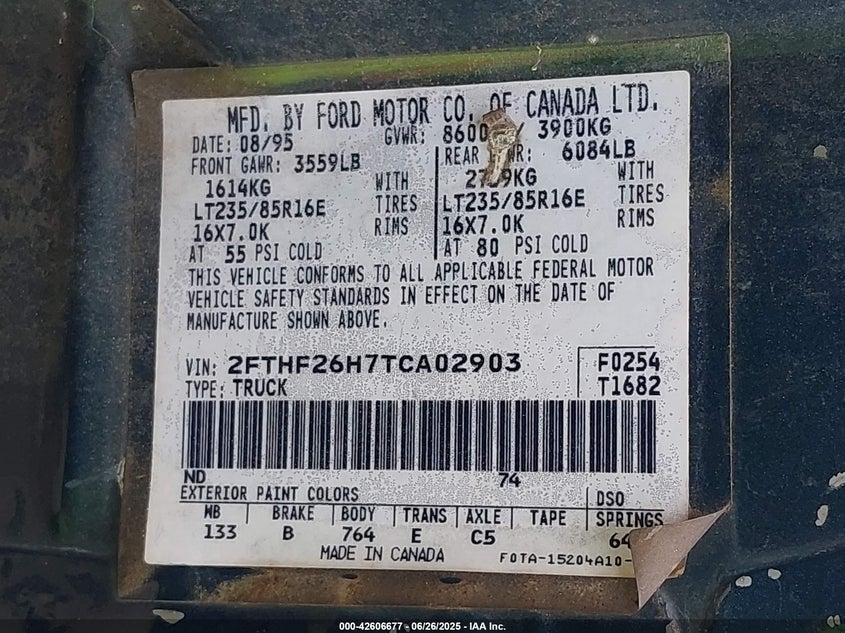 MFD. BY FORD MOTOR CO. OF CANADA LTD.
DATE: 08/95 GVWR: 8600 3900KG
FRONT GAWR: 3559LB REAR 6084LB
1614KG WITH KG WITH
LT235/85R16E TIRES LT235/85R16E TIRES
16X7.0K RIMS 16X7.0K RIMS
AT 55 PSI COLD AT 80 PSI COLD
THIS VEHICLE CONFORMS TO ALL APPLICABLE FEDERAL MOTOR
VEHICLE SAFETY STANDARDS IN EFFECT ON THE DATE OF
MANUFACTURE SHOWN ABOVE.
VIN: 2FTHF26H7TCA02903 F0254
TYPE: TRUCK T1682
ND 74
EXTERIOR PAINT COLORS DSO
WB BRAKE BODY TRANS AXLE TAPE SPRINGS
133 B 764 E C5
MADE IN CANADA F0TA-15204A10-
000-42606677 - 06/26/2025 - IAA Inc.